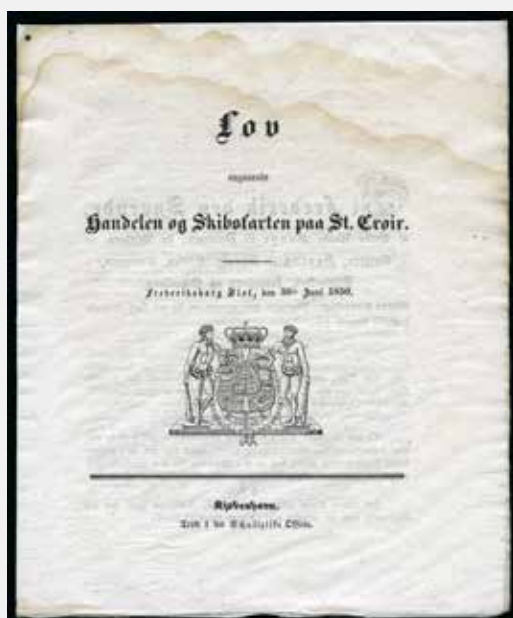 Lov
angaaende
Handelen og Skibsfarten paa St. Croix.
Frederiksborg Slot, den 30te Juni 1850.
Kjøbenhavn.
Trykt i det Schultziske Officin.